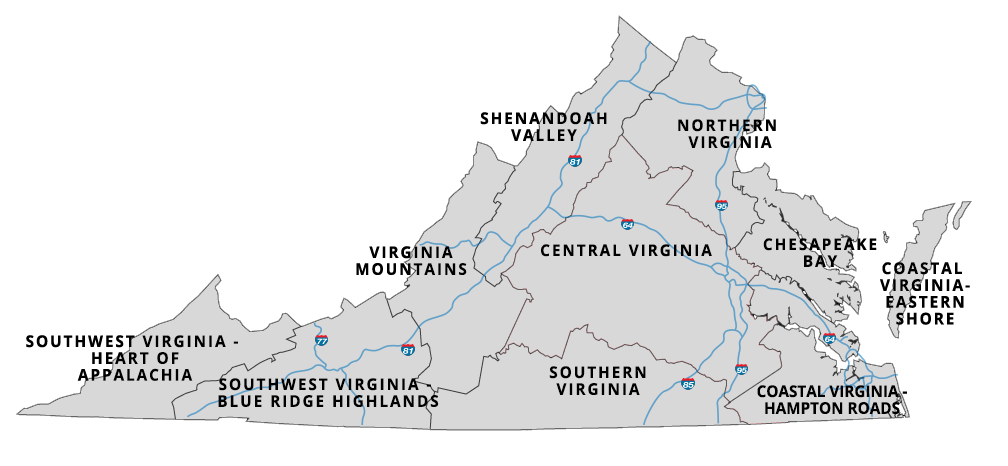 SHENANDOAH
VALLEY
NORTHERN
VIRGINIA
81
95
64
CENTRAL VIRGINIA
VIRGINIA
MOUNTAINS
CHESAPEAKE
BAY
COASTAL
VIRGINIA-
EASTERN
SHORE
SOUTHWEST VIRGINIA -
HEART OF
APPALACHIA
77
81
64
SOUTHWEST VIRGINIA -
BLUE RIDGE HIGHLANDS
SOUTHERN
VIRGINIA
85
95
COASTAL VIRGINIA -
HAMPTON ROADS